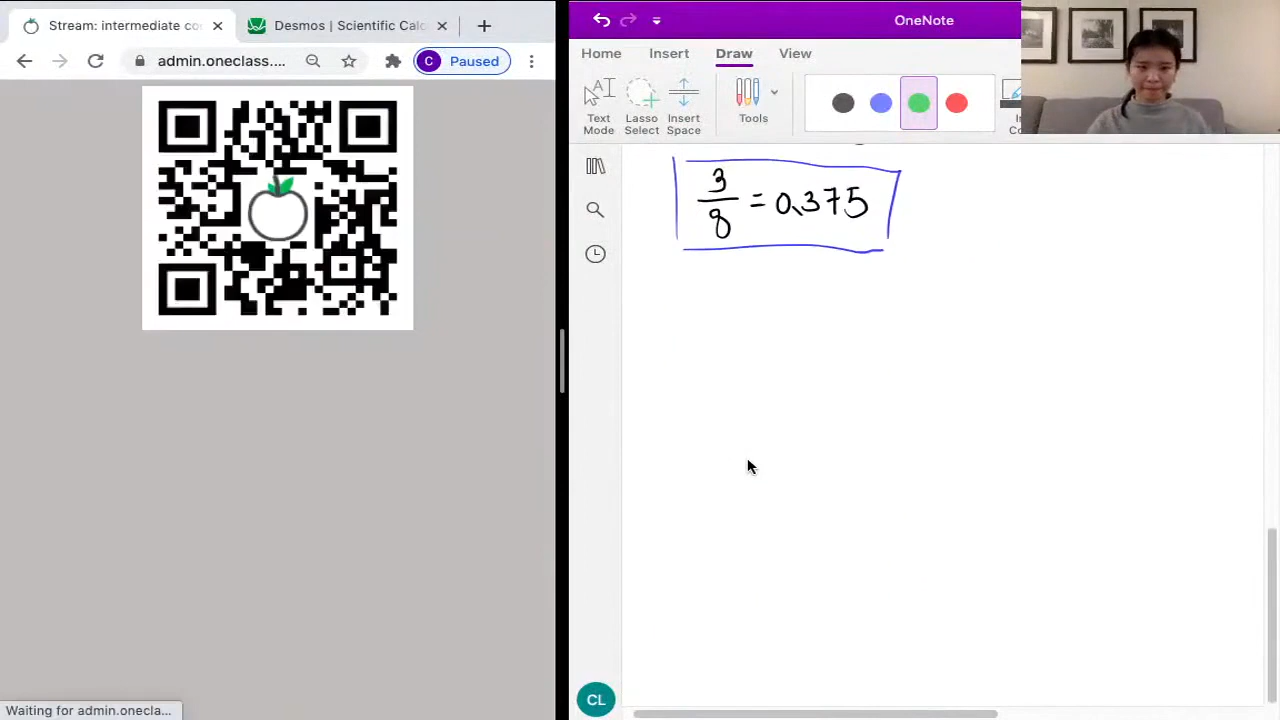 Stream: intermediate co
Desmos | Scientific Calc
admin.oneclass....
C
Paused
Waiting for admin.onecla...
OneNote
Home
Insert
Draw
View
Text
Mode
Lasso
Select
Insert
Space
Tools
3/8 = 0.375
CL